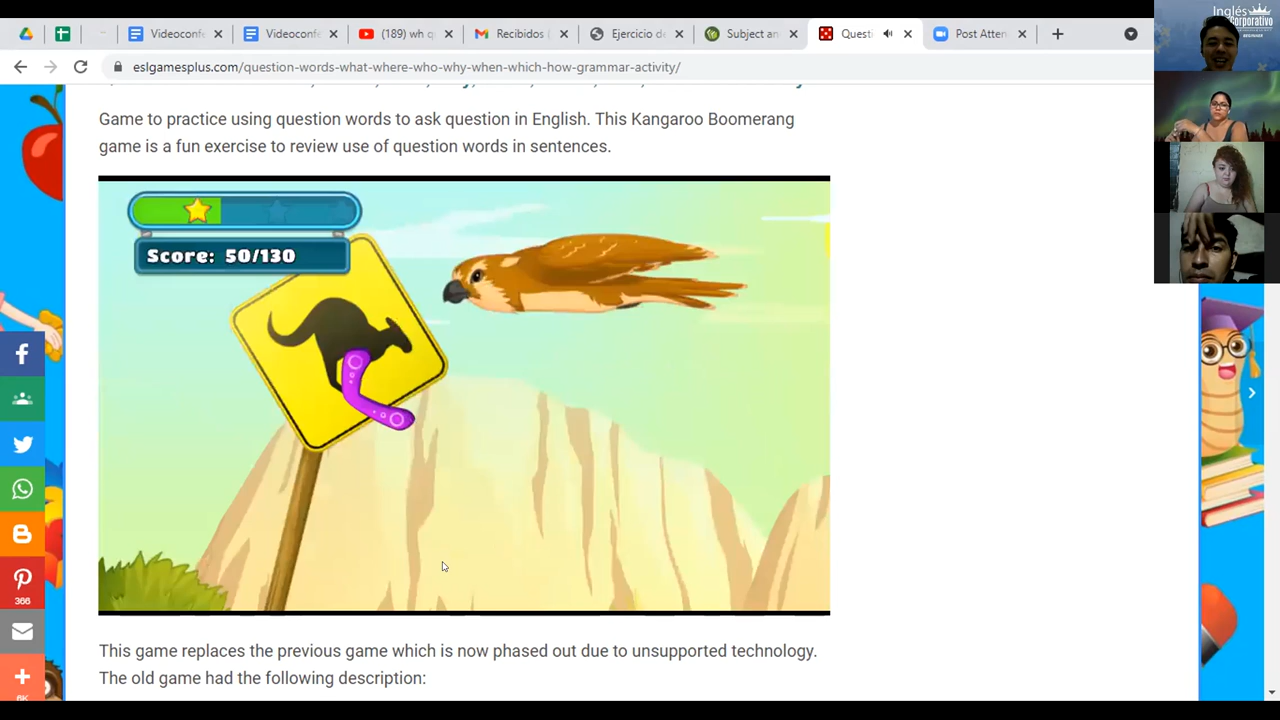 Inglés
Corporativo
Videoconfe
Videoconfe
(189) wh q
Recibidos
Ejercicio de
Subject an
Questi
Post Atten
eslgamesplus.com/question-words-what-where-who-why-when-which-how-grammar-activity/
Game to practice using question words to ask question in English. This Kangaroo Boomerang
game is a fun exercise to review use of question words in sentences.
Score: 50/130
366
6K
This game replaces the previous game which is now phased out due to unsupported technology.
The old game had the following description: